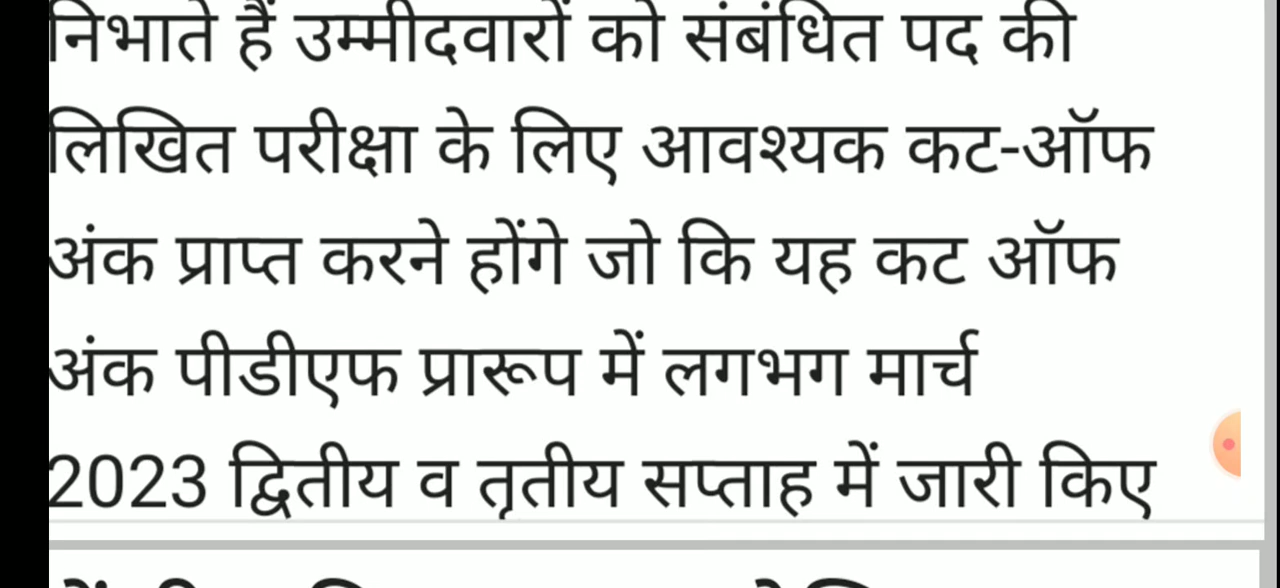 निभाते हैं उम्मीदवारों को संबंधित पद की
लिखित परीक्षा के लिए आवश्यक कट-ऑफ
अंक प्राप्त करने होंगे जो कि यह कट ऑफ
अंक पीडीएफ प्रारूप में लगभग मार्च
2023 द्वितीय व तृतीय सप्ताह में जारी किए